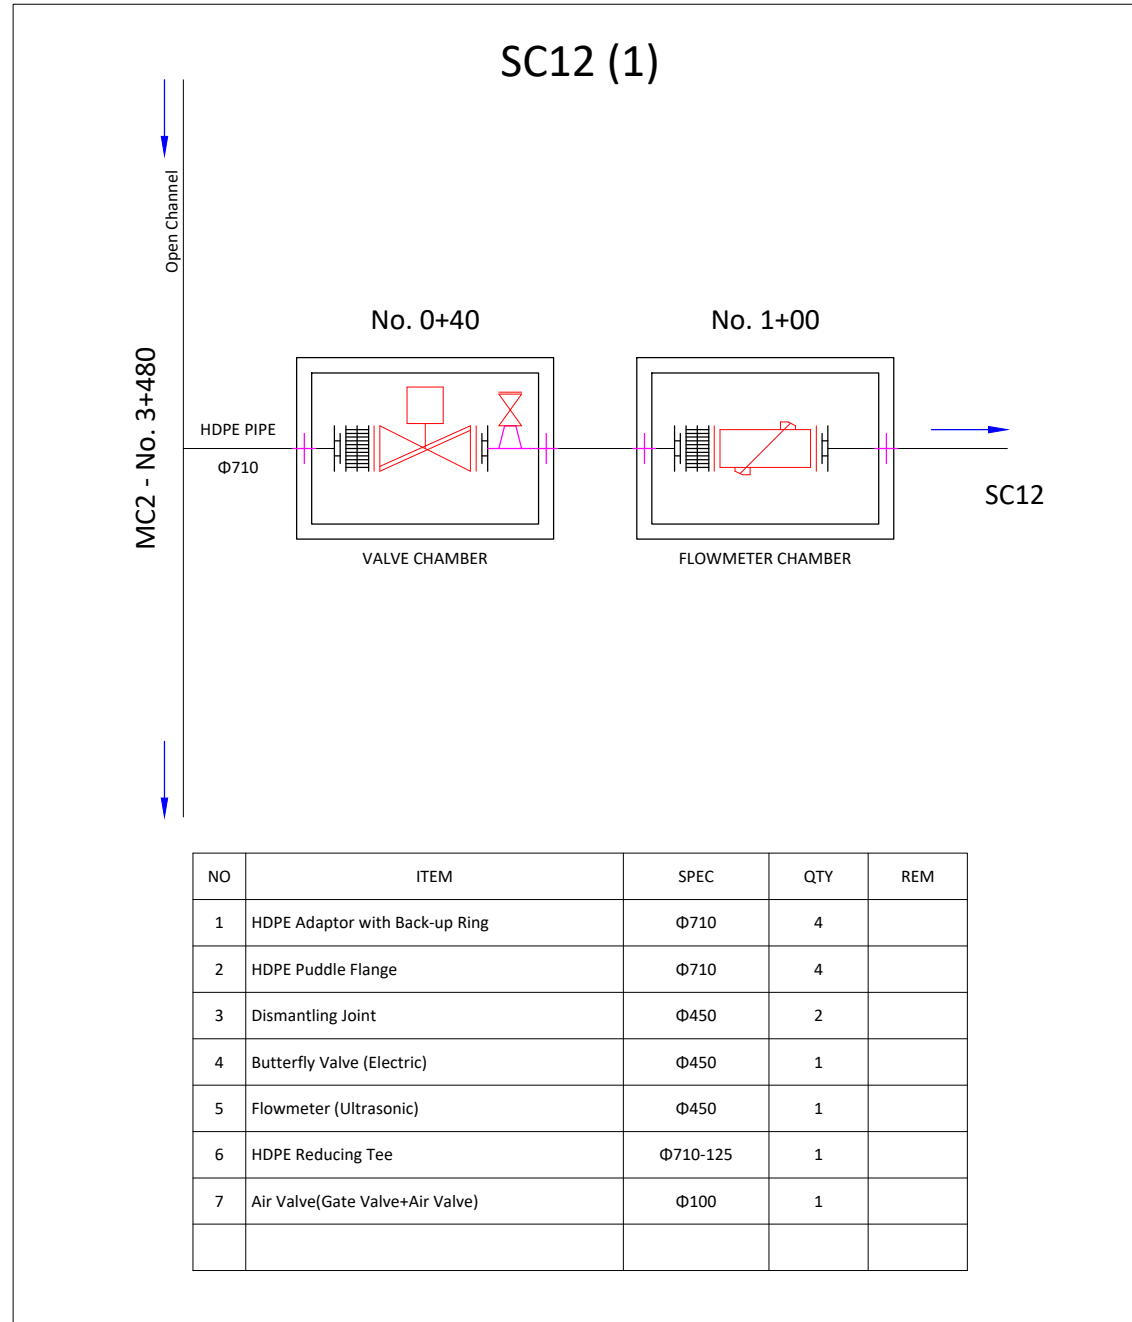 SC12 (1)
Open Channel
MC2 - No. 3+480
No. 0+40
No. 1+00
HDPE PIPE
Φ710
SC12
VALVE CHAMBER
FLOWMETER CHAMBER
NO ITEM SPEC QTY REM
1 HDPE Adaptor with Back-up Ring Φ710 4
2 HDPE Puddle Flange Φ710 4
3 Dismantling Joint Φ450 2
4 Butterfly Valve (Electric) Φ450 1
5 Flowmeter (Ultrasonic) Φ450 1
6 HDPE Reducing Tee Φ710-125 1
7 Air Valve(Gate Valve+Air Valve) Φ100 1